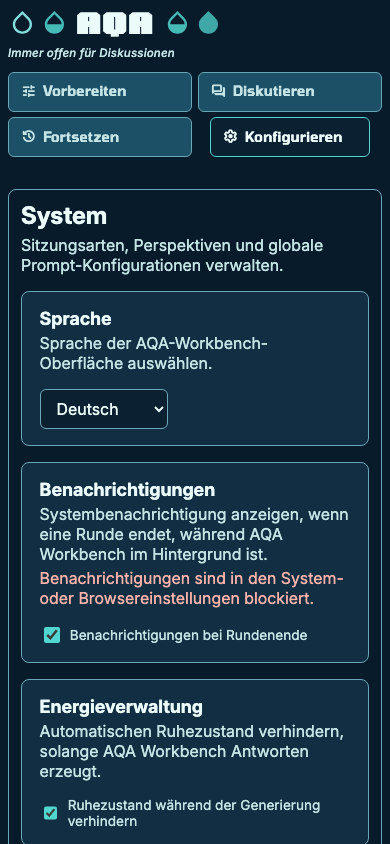 AQA
Immer offen für Diskussionen
Vorbereiten
Diskutieren
Fortsetzen
Konfigurieren
System
Sitzungsarten, Perspektiven und globale
Prompt-Konfigurationen verwalten.
Sprache
Sprache der AQA-Workbench-
Oberfläche auswählen.
Deutsch
Benachrichtigungen
Systembenachrichtigung anzeigen, wenn
eine Runde endet, während AQA
Workbench im Hintergrund ist.
Benachrichtigungen sind in den System-
oder Browsereinstellungen blockiert.
Benachrichtigungen bei Rundenende
Energieverwaltung
Automatischen Ruhezustand verhindern,
solange AQA Workbench Antworten
erzeugt.
Ruhezustand während der Generierung
verhindern